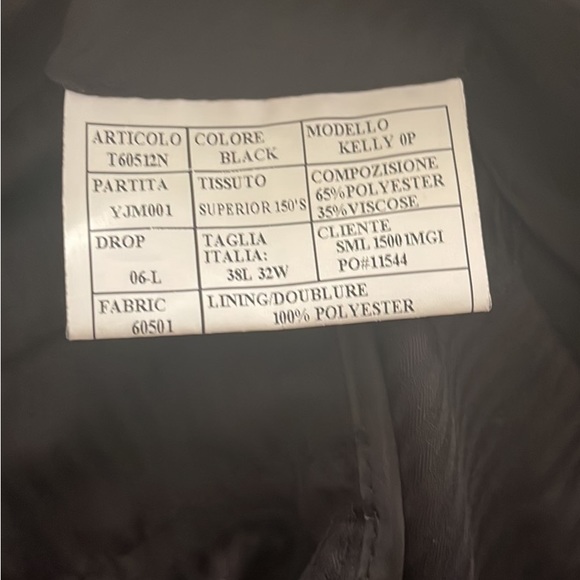 ARTICOLO
T60512N
COLORE
BLACK
MODELLO
KELLY 0P
PARTITA
YJM001
TISSUTO
SUPERIOR 150'S
COMPOZISIONE
65%POLYESTER
35%VISCOSE
DROP
06-L
TAGLIA
ITALIA:
38L 32W
CLIENTE
SML 15001MGI
PO#11544
FABRIC
60501
LINING/DOUBLURE
100% POLYESTER